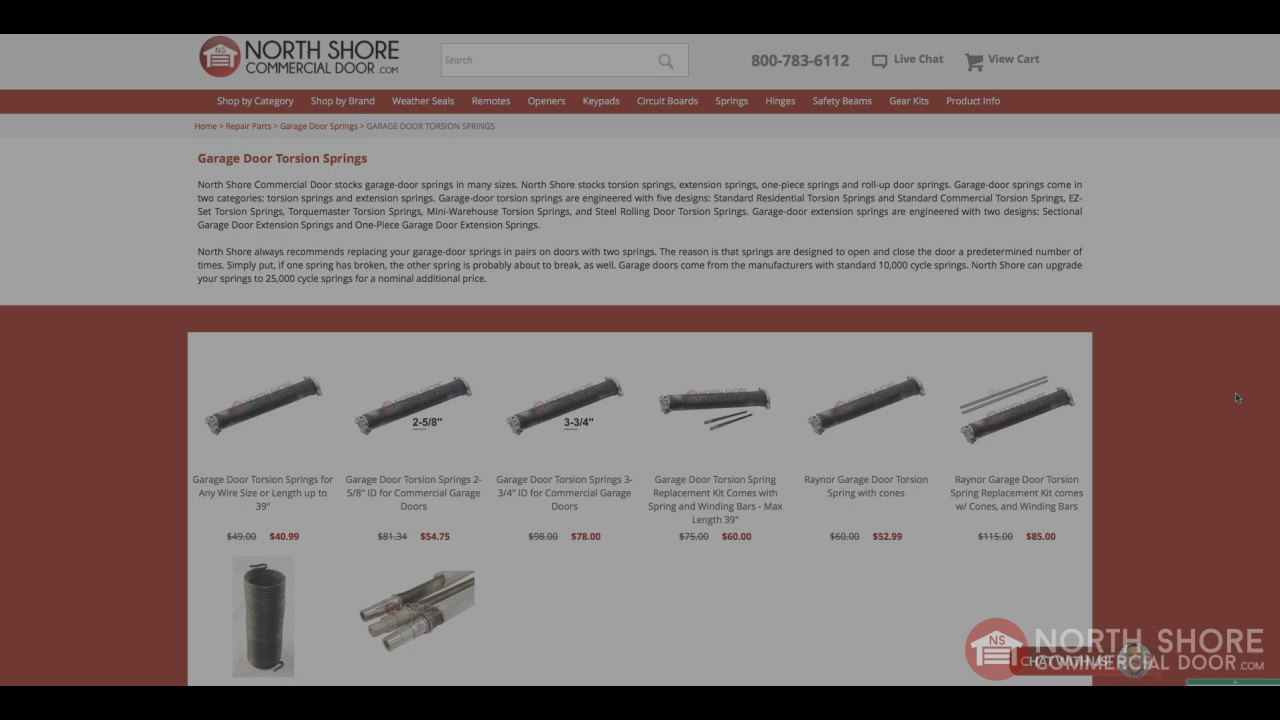 NS
NORTH SHORE
COMMERCIAL DOOR.COM
Search
800-783-6112
Live Chat
View Cart
Shop by Category
Shop by Brand
Weather Seals
Remotes
Openers
Keypads
Circuit Boards
Springs
Hinges
Safety Beams
Gear Kits
Product Info
Home > Repair Parts > Garage Door Springs > GARAGE DOOR TORSION SPRINGS
Garage Door Torsion Springs
North Shore Commercial Door stocks garage-door springs in many sizes. North Shore stocks torsion springs, extension springs, one-piece springs and roll-up door springs. Garage-door springs come in
two categories: torsion springs and extension springs. Garage-door torsion springs are engineered with five designs: Standard Residential Torsion Springs and Standard Commercial Torsion Springs, EZ-
Set Torsion Springs, Torquemaster Torsion Springs, Mini-Warehouse Torsion Springs, and Steel Rolling Door Torsion Springs. Garage-door extension springs are engineered with two designs: Sectional
Garage Door Extension Springs and One-Piece Garage Door Extension Springs.
North Shore always recommends replacing your garage-door springs in pairs on doors with two springs. The reason is that springs are designed to open and close the door a predetermined number of
times. Simply put, if one spring has broken, the other spring is probably about to break, as well. Garage doors come from the manufacturers with standard 10,000 cycle springs. North Shore can upgrade
your springs to 25,000 cycle springs for a nominal additional price.
2-5/8"
3-3/4"
Garage Door Torsion Springs for
Any Wire Size or Length up to
39"
$49.00 $40.99
Garage Door Torsion Springs 2-
5/8" ID for Commercial Garage
Doors
$81.34 $54.75
Garage Door Torsion Springs 3-
3/4" ID for Commercial Garage
Doors
$98.00 $78.00
Garage Door Torsion Spring
Replacement Kit Comes with
Spring and Winding Bars - Max
Length 39"
$75.00 $60.00
Raynor Garage Door Torsion
Spring with cones
$60.00 $52.99
Raynor Garage Door Torsion
Spring Replacement Kit comes
w/ Cones, and Winding Bars
$115.00 $85.00
NORTH SHORE
NS
NORTH SHORE
COMMERCIAL DOOR.COM
CHAT WITH US